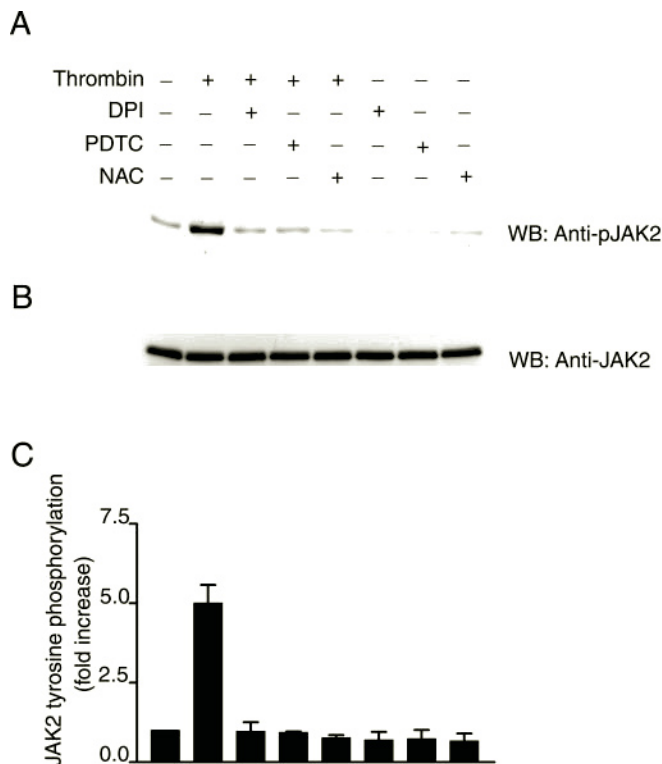 A
Thrombin – + + + + – – –
DPI – – + – – + – –
PDTC – – – + – – + –
NAC – – – – + – – +
WB: Anti-pJAK2
B
WB: Anti-JAK2
C
JAK2 tyrosine phosphorylation
(fold increase)
7.5
5.0
2.5
0.0